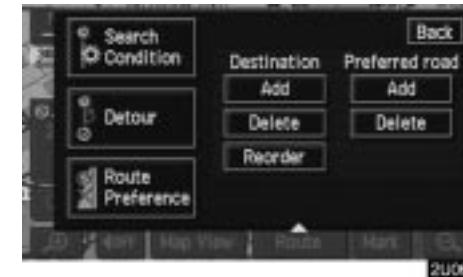 Back
Search
Condition
Destination
Preferred road
Add
Add
Detour
Delete
Delete
Reorder
Route
Preference
Map View
Route
Mark